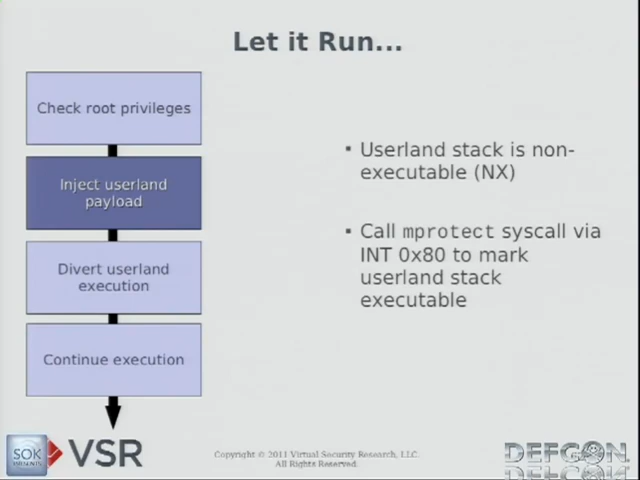 Let it Run...
Check root privileges
Inject userland
payload
Divert userland
execution
Continue execution
▪ Userland stack is non-
executable (NX)
▪ Call mprotect syscall via
INT 0x80 to mark
userland stack
executable
SOK
PRESENTS
VSR
Copyright © 2011 Virtual Security Research, LLC.
All Rights Reserved.
DEFCON